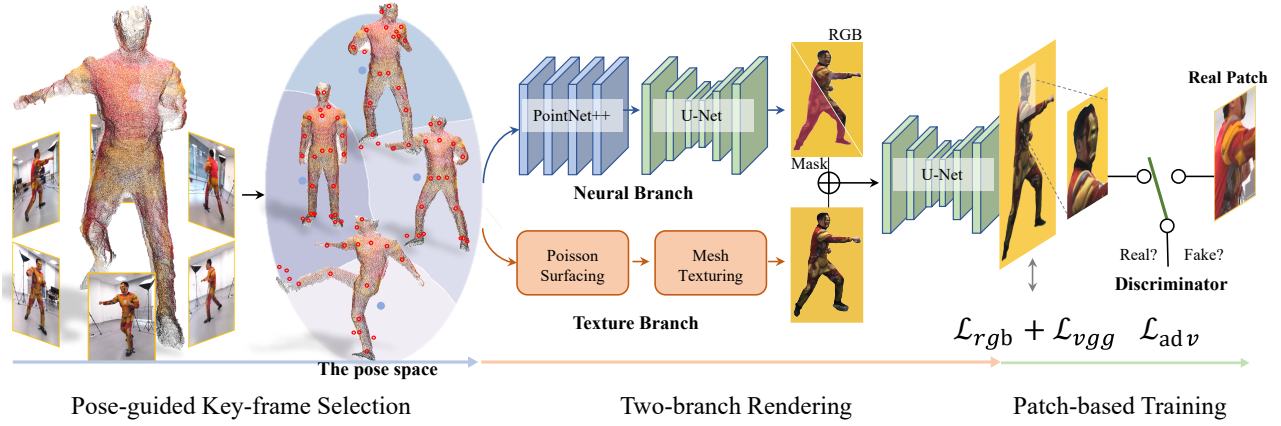 RGB
Real Patch
PointNet++
U-Net
Mask
Neural Branch
U-Net
Poisson
Surfacing
Mesh
Texturing
Real?
Fake?
Discriminator
Texture Branch
ℒ_rgb + ℒ_vgg ℒ_adv
The pose space
Pose-guided Key-frame Selection
Two-branch Rendering
Patch-based Training